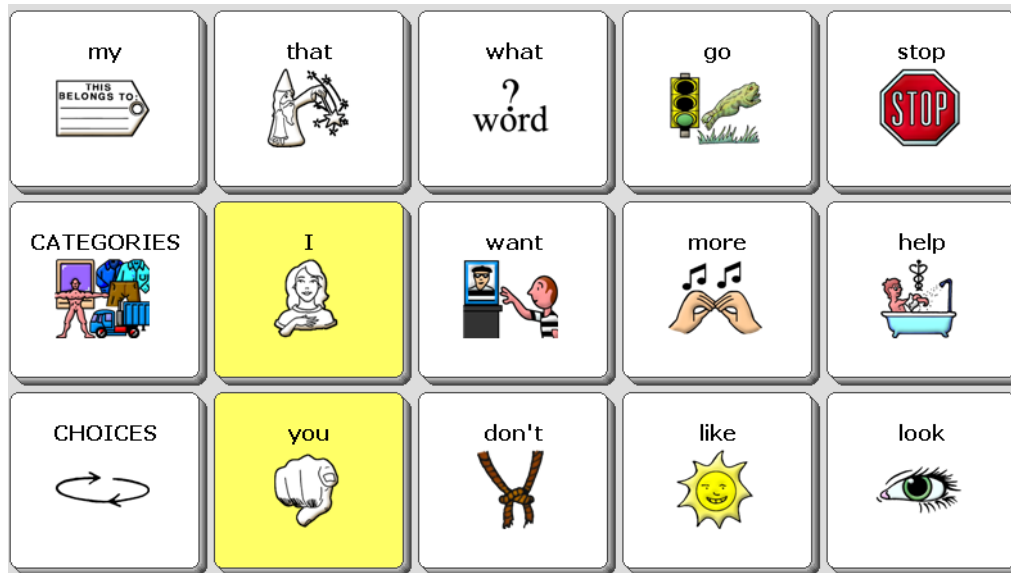 my
THIS
BELONGS TO:
that
what
?
word
go
stop
STOP
CATEGORIES
I
want
more
help
CHOICES
you
don't
like
look